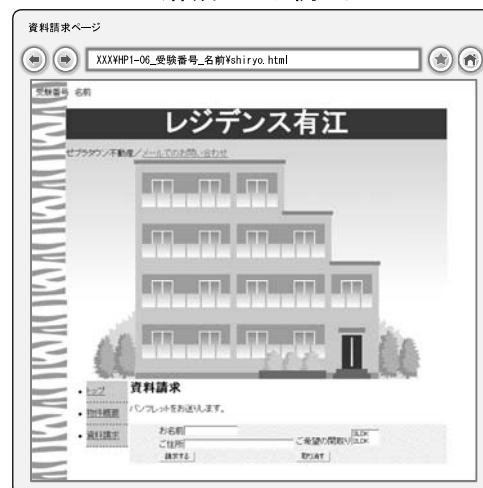 資料請求ページ
XXX¥HP1-06_受験番号_名前¥shiryo.html
受験番号 名前
レジデンス有江
ゼブラタウン不動産／メールでのお問い合わせ
・トップ
・物件概要
・資料請求
資料請求
パンフレットをお送りします。
お名前
ご住所
ご希望の間取り
3LDK
請求する
取り消す